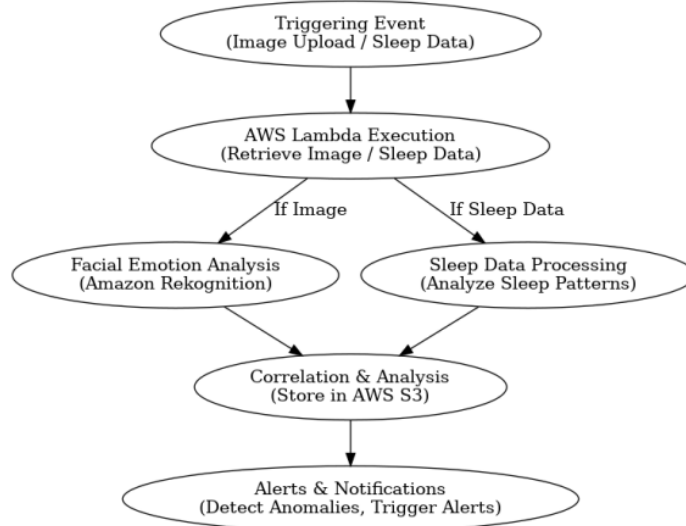 Triggering Event
(Image Upload / Sleep Data)
AWS Lambda Execution
(Retrieve Image / Sleep Data)
If Image
If Sleep Data
Facial Emotion Analysis
(Amazon Rekognition)
Sleep Data Processing
(Analyze Sleep Patterns)
Correlation & Analysis
(Store in AWS S3)
Alerts & Notifications
(Detect Anomalies, Trigger Alerts)